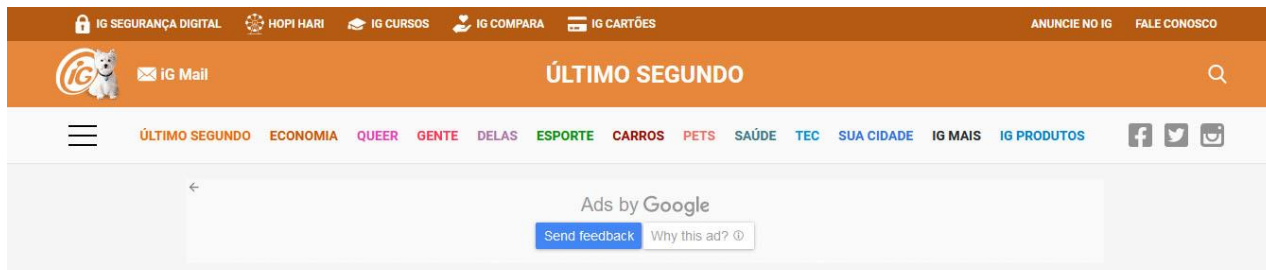 IG SEGURANÇA DIGITAL HOPI HARI IG CURSOS IG COMPARA IG CARTÕES ANUNCIE NO IG FALE CONOSCO
iG iG Mail ÚLTIMO SEGUNDO
ÚLTIMO SEGUNDO ECONOMIA QUEER GENTE DELAS ESPORTE CARROS PETS SAÚDE TEC SUA CIDADE IG MAIS IG PRODUTOS
Ads by Google
Send feedback Why this ad?